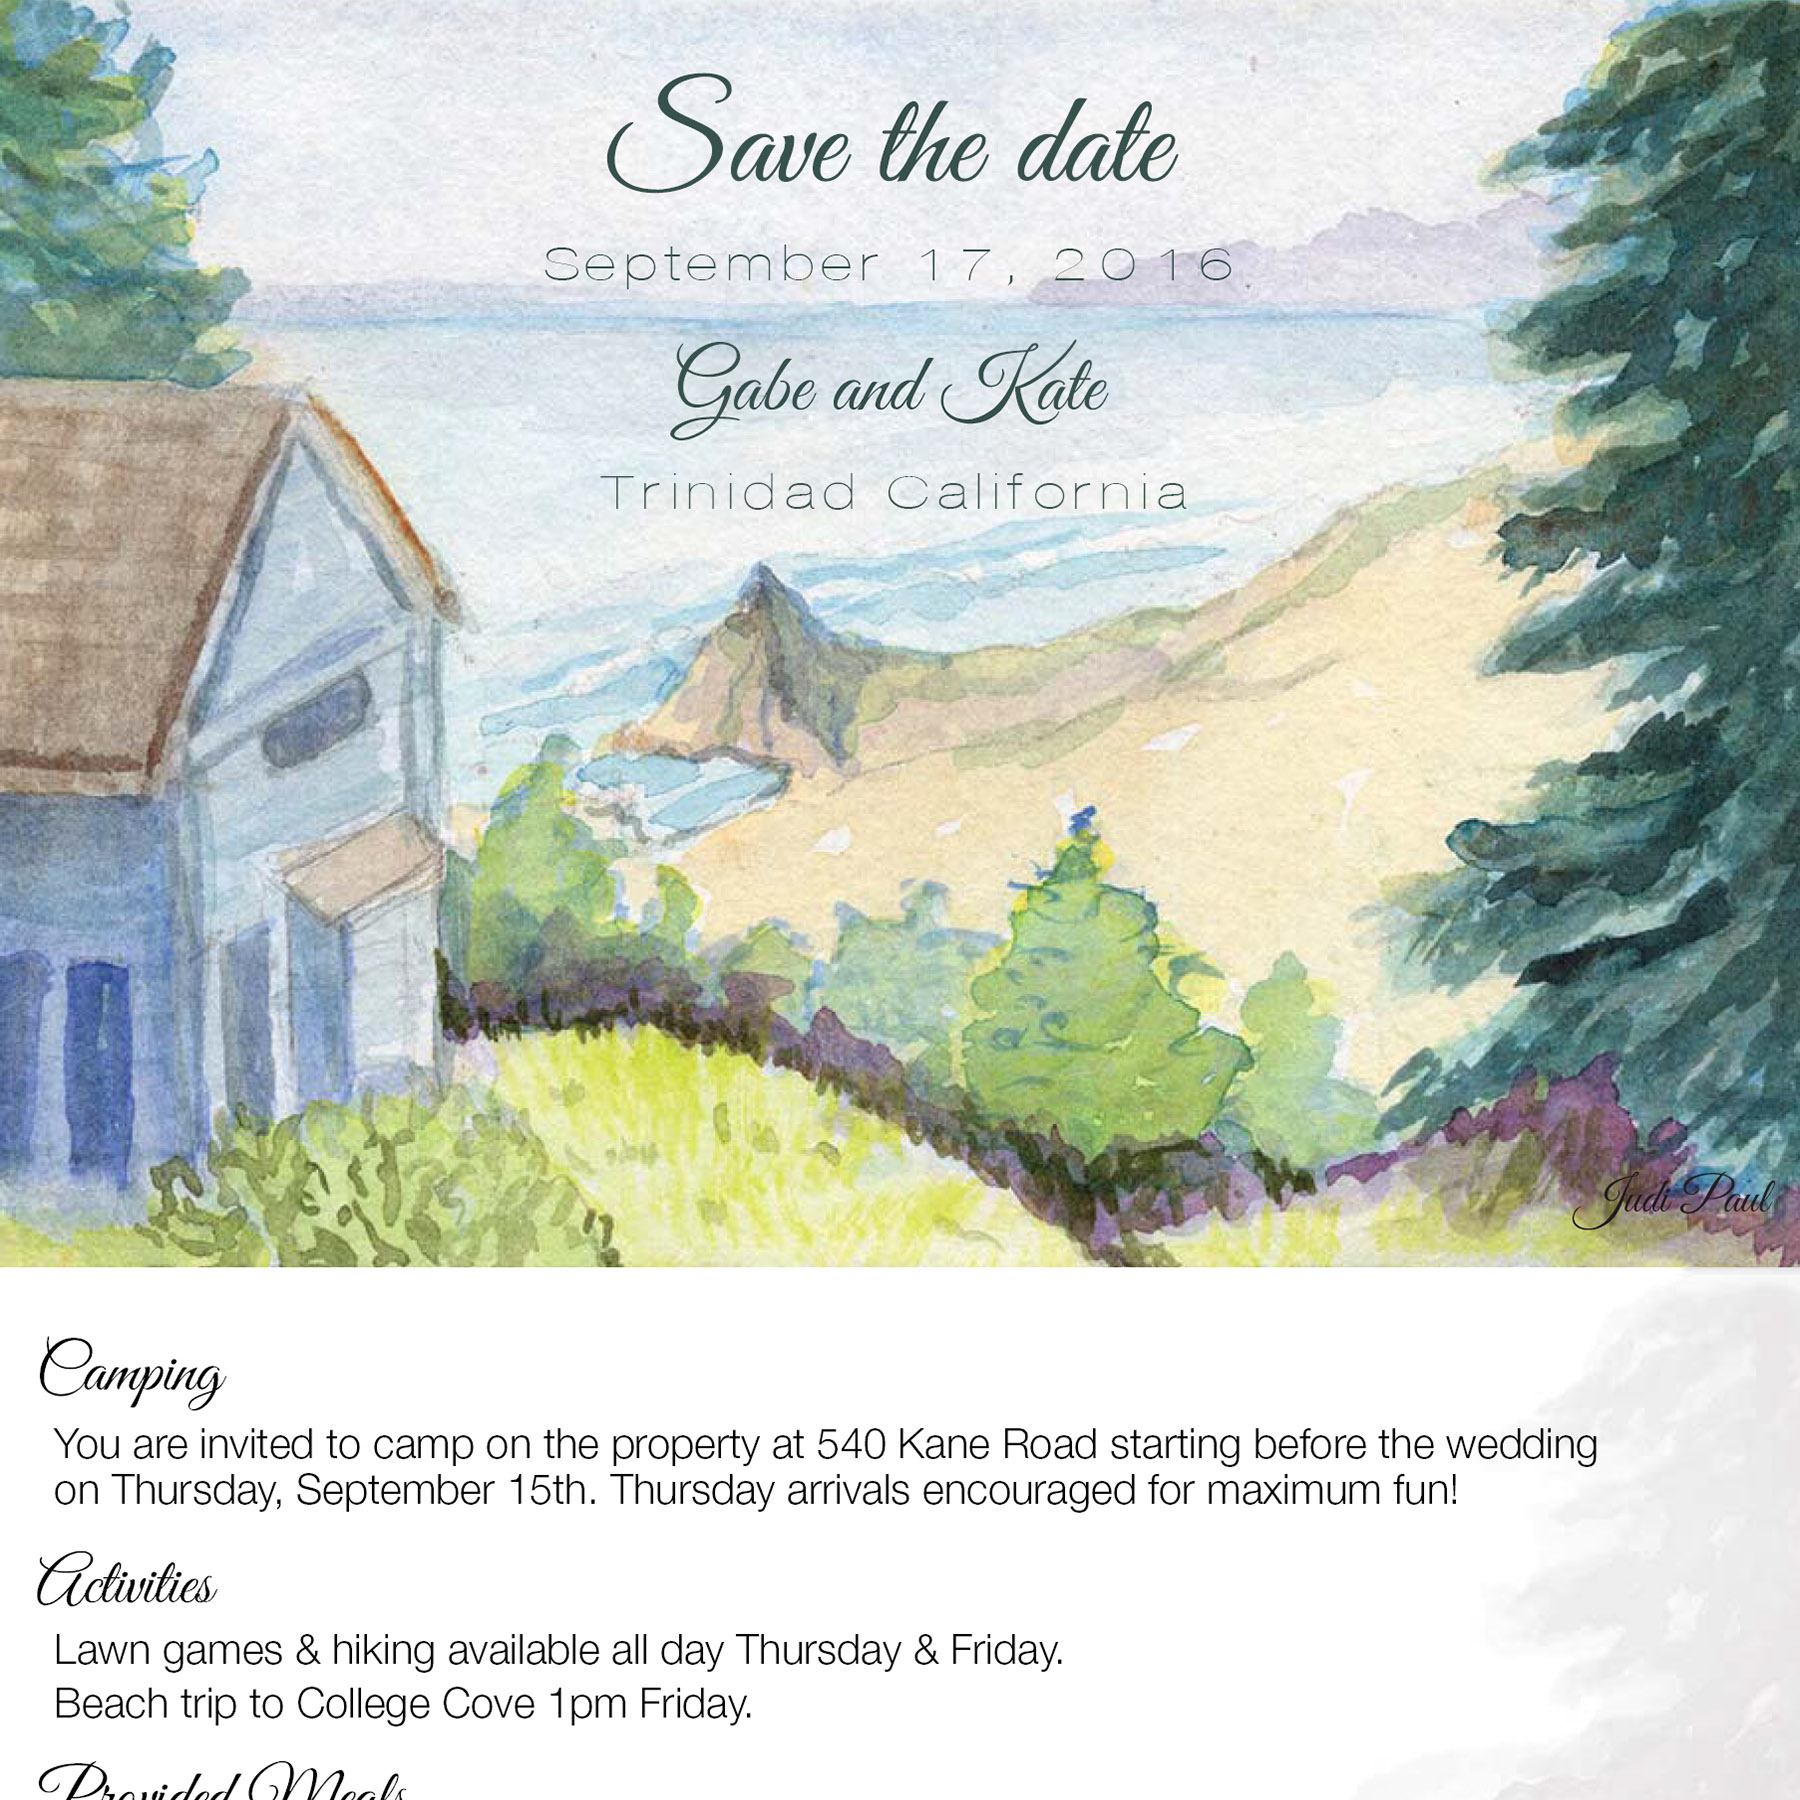 Save the date
September 17, 2016
Gabe and Kate
Trinidad California
Judi Paul
Camping
You are invited to camp on the property at 540 Kane Road starting before the wedding
on Thursday, September 15th. Thursday arrivals encouraged for maximum fun!
Activities
Lawn games & hiking available all day Thursday & Friday.
Beach trip to College Cove 1pm Friday.
Provided Meals